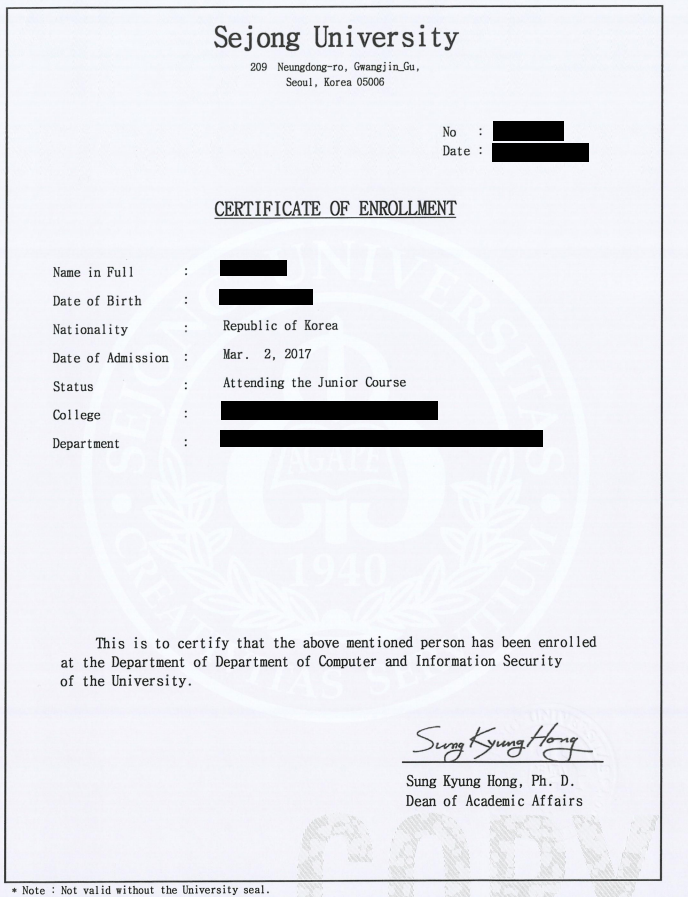 Sejong University
209 Neungdong-ro, Gwangjin_Gu,
Seoul, Korea 05006
No :
Date :
CERTIFICATE OF ENROLLMENT
Name in Full :
Date of Birth :
Nationality : Republic of Korea
Date of Admission : Mar. 2, 2017
Status : Attending the Junior Course
College :
Department :
SEJONG UNIVERSITAS
AGAPE
1940
This is to certify that the above mentioned person has been enrolled
at the Department of Department of Computer and Information Security
of the University.
Sung Kyung Hong
Sung Kyung Hong, Ph. D.
Dean of Academic Affairs
COPY
* Note : Not valid without the University seal.